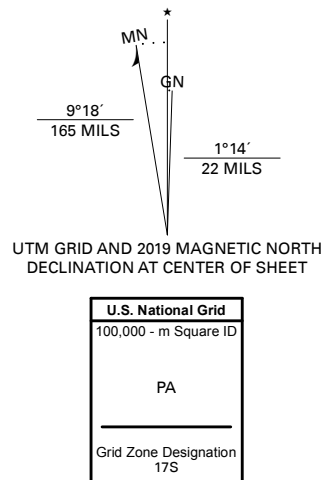 ★
MN
GN
9°18´
165 MILS
1°14´
22 MILS
UTM GRID AND 2019 MAGNETIC NORTH
DECLINATION AT CENTER OF SHEET
U.S. National Grid
100,000 - m Square ID
PA
Grid Zone Designation
17S